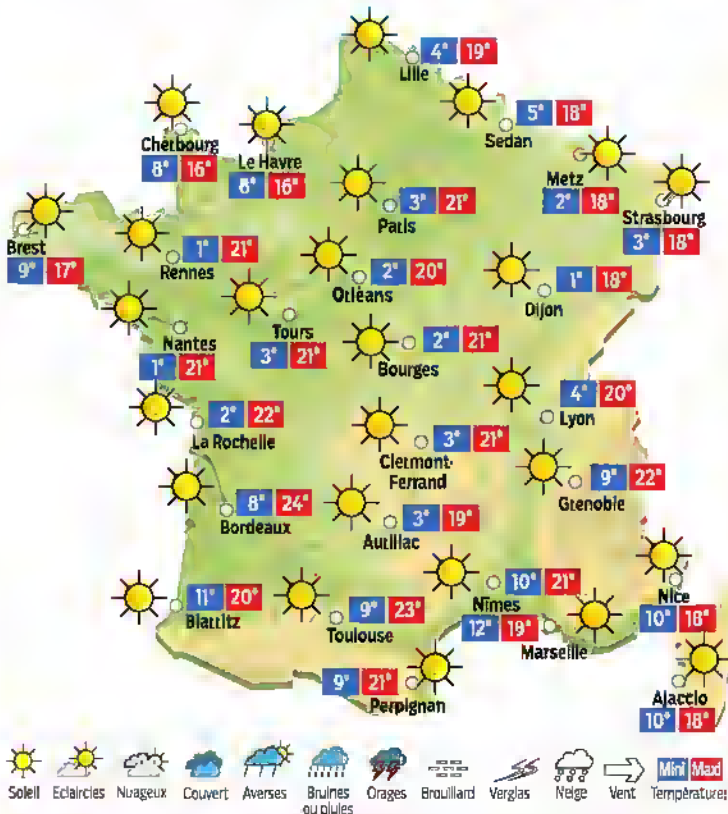 4° 19°
Lille
5° 18°
Sedan
Cherbourg
8° 16°
Le Havre
6° 16°
Metz
2° 18°
Strasbourg
3° 18°
3° 21°
Paris
Brest
9° 17°
1° 21°
Rennes
2° 20°
Orléans
1° 18°
Dijon
Nantes
1° 21°
Tours
3° 21°
2° 21°
Bourges
4° 20°
Lyon
2° 22°
La Rochelle
3° 21°
Clermont-
Ferrand
9° 22°
Grenoble
8° 24°
Bordeaux
3° 19°
Aurillac
11° 20°
Biarritz
9° 23°
Toulouse
10° 21°
Nîmes
12° 19°
Marseille
Nice
10° 18°
9° 21°
Perpignan
Ajaccio
10° 18°
Soleil Eclaircies Nuageux Couvert Averses Bruines Orages Brouillard Verglas Neige Vent Mini Maxi
ou pluies Températures